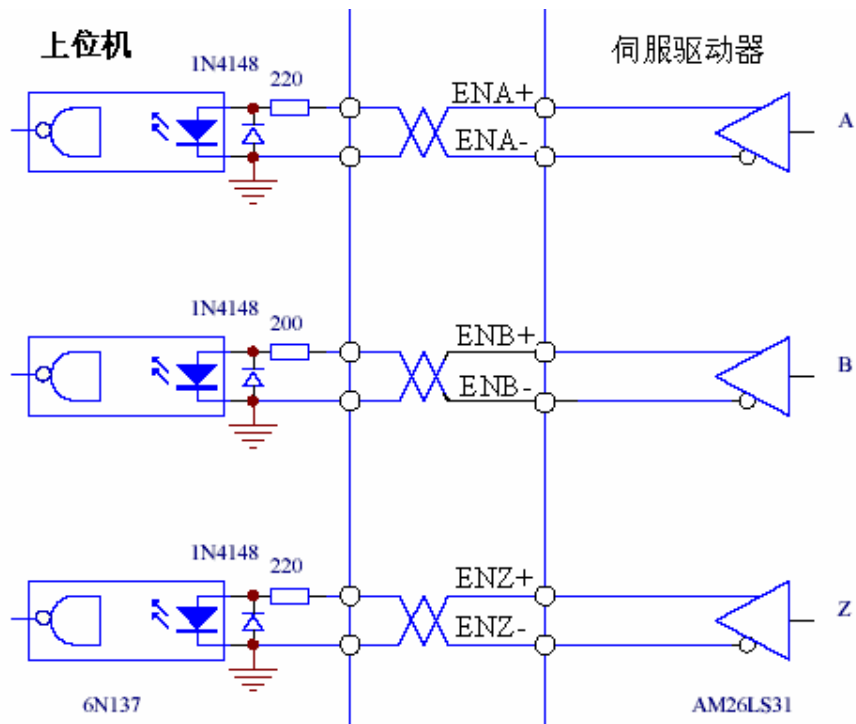 上位机
伺服驱动器
1N4148
220
ENA+
ENA-
A
1N4148
200
ENB+
ENB-
B
1N4148
220
ENZ+
ENZ-
Z
6N137
AM26LS31